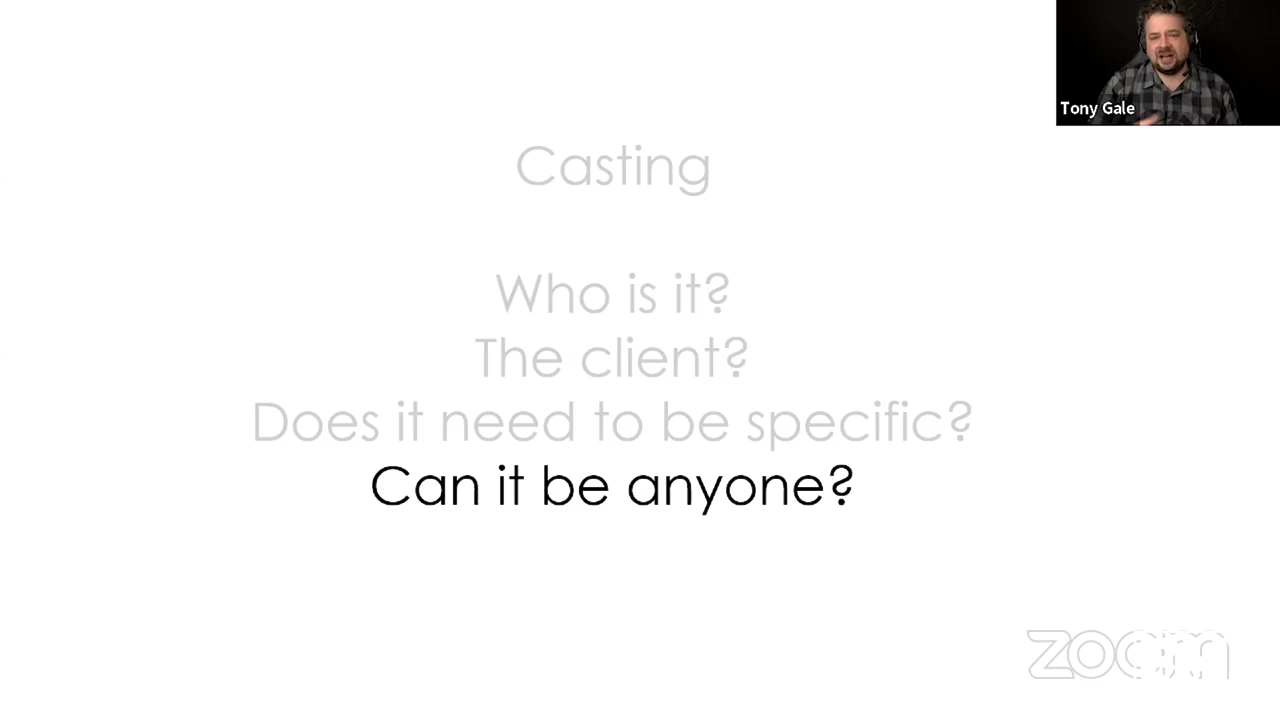 Tony Gale
Casting
Who is it?
The client?
Does it need to be specific?
Can it be anyone?
zoom